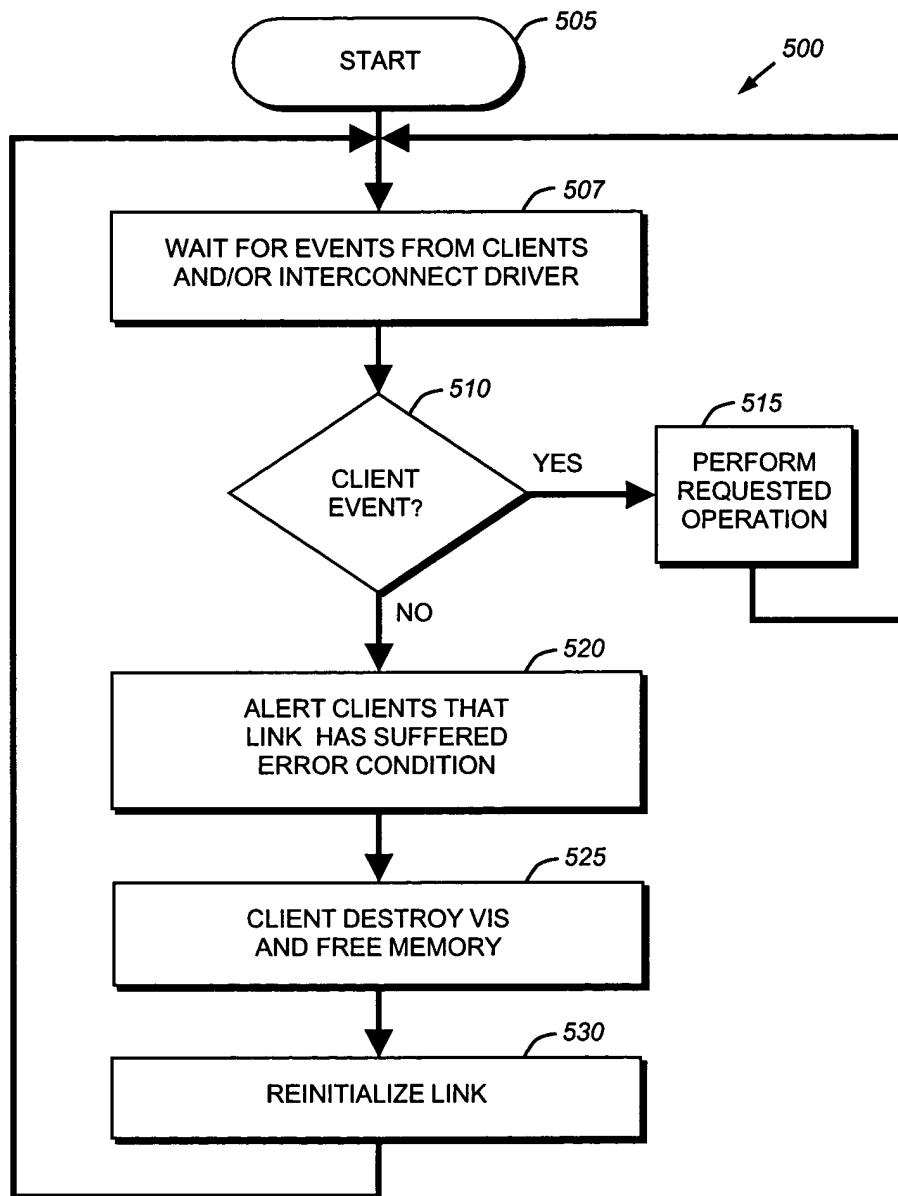 505
START
500
507
WAIT FOR EVENTS FROM CLIENTS
AND/OR INTERCONNECT DRIVER
510
CLIENT
EVENT?
YES
515
PERFORM
REQUESTED
OPERATION
NO
520
ALERT CLIENTS THAT
LINK HAS SUFFERED
ERROR CONDITION
525
CLIENT DESTROY VIS
AND FREE MEMORY
530
REINITIALIZE LINK